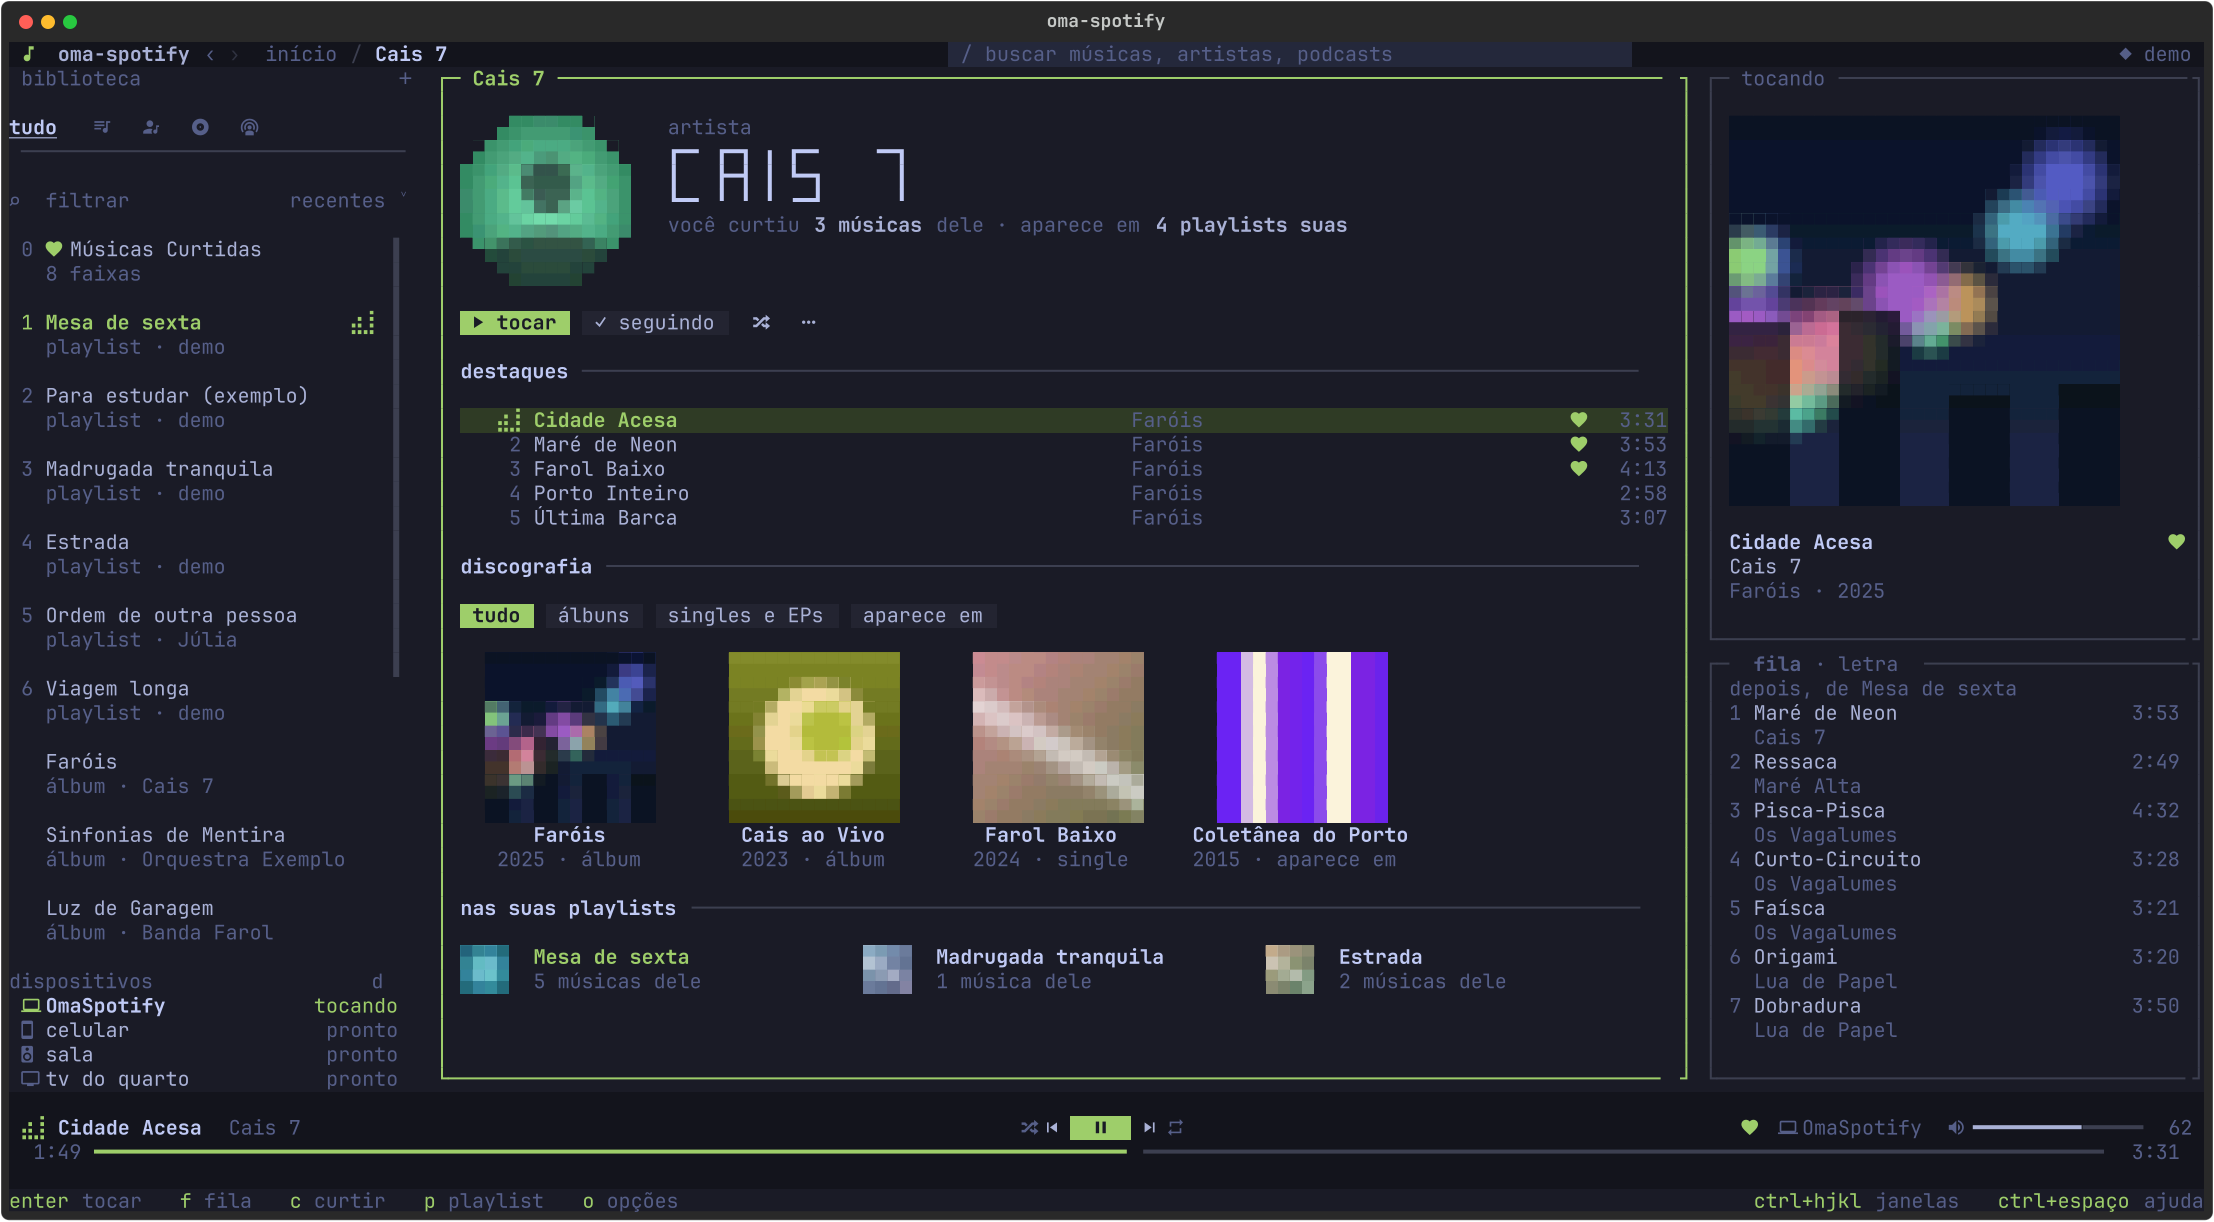 oma-spotify
oma-spotify ‹ › início / Cais 7
/ buscar músicas, artistas, podcasts
◆ demo
biblioteca +
tudo
filtrar recentes ˅
0 ♥ Músicas Curtidas
8 faixas
1 Mesa de sexta
playlist · demo
2 Para estudar (exemplo)
playlist · demo
3 Madrugada tranquila
playlist · demo
4 Estrada
playlist · demo
5 Ordem de outra pessoa
playlist · Júlia
6 Viagem longa
playlist · demo
Faróis
álbum · Cais 7
Sinfonias de Mentira
álbum · Orquestra Exemplo
Luz de Garagem
álbum · Banda Farol
dispositivos d
OmaSpotify tocando
celular pronto
sala pronto
tv do quarto pronto
Cais 7
artista
CAIS 7
você curtiu 3 músicas dele · aparece em 4 playlists suas
▶ tocar ✓ seguindo ···
destaques
Cidade Acesa Faróis ♥ 3:31
2 Maré de Neon Faróis ♥ 3:53
3 Farol Baixo Faróis ♥ 4:13
4 Porto Inteiro Faróis 2:58
5 Última Barca Faróis 3:07
discografia
tudo álbuns singles e EPs aparece em
Faróis
2025 · álbum
Cais ao Vivo
2023 · álbum
Farol Baixo
2024 · single
Coletânea do Porto
2015 · aparece em
nas suas playlists
Mesa de sexta
5 músicas dele
Madrugada tranquila
1 música dele
Estrada
2 músicas dele
tocando
Cidade Acesa ♥
Cais 7
Faróis · 2025
fila · letra
depois, de Mesa de sexta
1 Maré de Neon 3:53
Cais 7
2 Ressaca 2:49
Maré Alta
3 Pisca-Pisca 4:32
Os Vagalumes
4 Curto-Circuito 3:28
Os Vagalumes
5 Faísca 3:21
Os Vagalumes
6 Origami 3:20
Lua de Papel
7 Dobradura 3:50
Lua de Papel
Cidade Acesa Cais 7
♥ OmaSpotify 62
1:49 3:31
enter tocar f fila c curtir p playlist o opções
ctrl+hjkl janelas ctrl+espaço ajuda